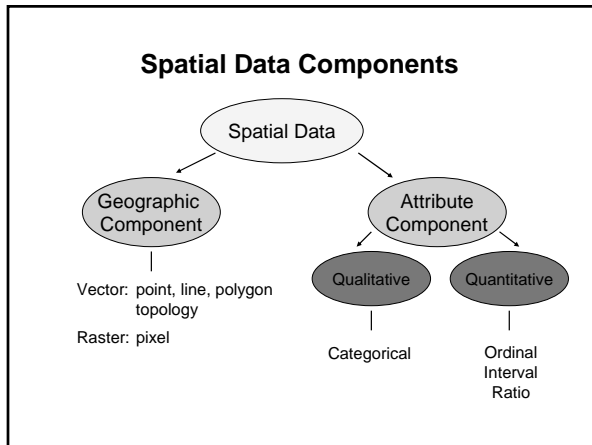 Spatial Data Components
Spatial Data
Geographic
Component
Attribute
Component
Vector: point, line, polygon
topology
Raster: pixel
Qualitative
Quantitative
Categorical
Ordinal
Interval
Ratio